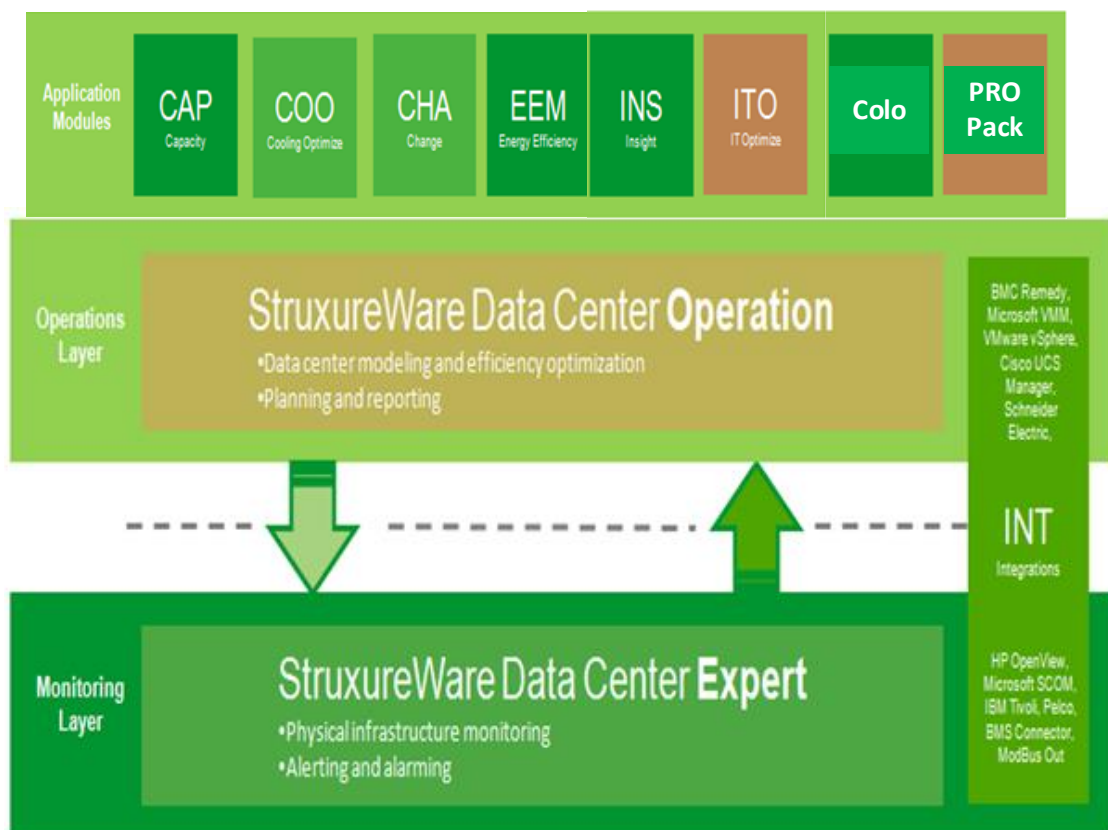 Application
Modules
CAP
Capacity
COO
Cooling Optimize
CHA
Change
EEM
Energy Efficiency
INS
Insight
ITO
IT Optimize
Colo
PRO
Pack
Operations
Layer
StruxureWare Data Center Operation
•Data center modeling and efficiency optimization
•Planning and reporting
BMC Remedy,
Microsoft VMM,
VMware vSphere,
Cisco UCS
Manager,
Schneider
Electric,
INT
Integrations
Monitoring
Layer
StruxureWare Data Center Expert
•Physical infrastructure monitoring
•Alerting and alarming
HP OpenView,
Microsoft SCOM,
IBM Tivoli, Pelco,
BMS Connector,
ModBus Out